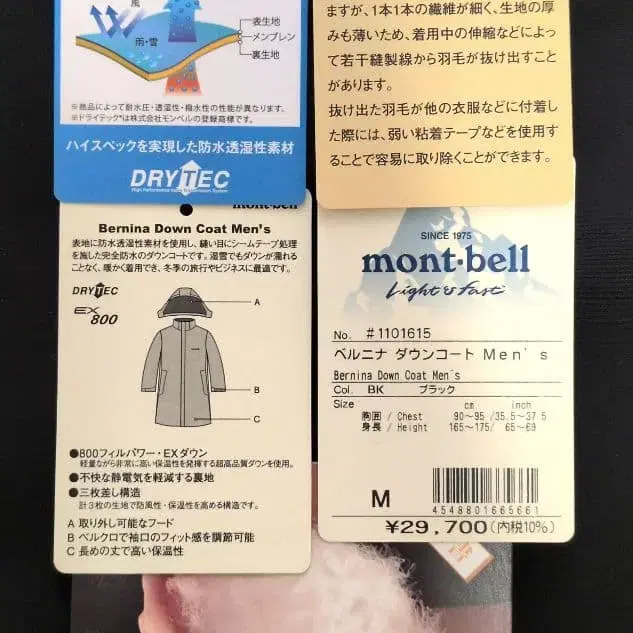 風
雨・雪
表生地
メンブレン
裏生地
※商品によって耐水圧・透湿性・撥水性の性能が異なります。
※ドライテック®は株式会社モンベルの登録商標です。
ハイスペックを実現した防水透湿性素材
DRYTEC
High Performance Vapor Transmission System
ますが、1本1本の繊維が細く、生地の厚
みも薄いため、着用中の伸縮などによっ
て若干縫製線から羽毛が抜け出すこと
があります。
抜け出た羽毛が他の衣服などに付着し
た際には、弱い粘着テープなどを使用す
ることで容易に取り除くことができます。
mont-bell
Bernina Down Coat Men's
表地に防水透湿性素材を使用し、縫い目にシームテープ処理
を施した完全防水のダウンコートです。湿雪でもダウンが濡れる
ことなく、暖かく着用でき、冬季の旅行やビジネスに最適です。
DRYTEC
EX
800
A
B
C
●800フィルパワー・EXダウン
軽量ながら非常に高い保温性を発揮する超高品質ダウンを使用。
●不快な静電気を軽減する裏地
●三枚差し構造
計3枚の生地で防風性・保温性を高める構造です。
A 取り外し可能なフード
B ベルクロで袖口のフィット感を調節可能
C 長めの丈で高い保温性
SINCE 1975
mont-bell
Light & Fast
No. #1101615
ベルニナ ダウンコート Men's
Bernina Down Coat Men's
Col. BK ブラック
Size cm inch
胸囲 / Chest 90~95 /35.5~37.5
身長 / Height 165~175/ 65~69
M
4548801665661
¥29,700(内税10%)